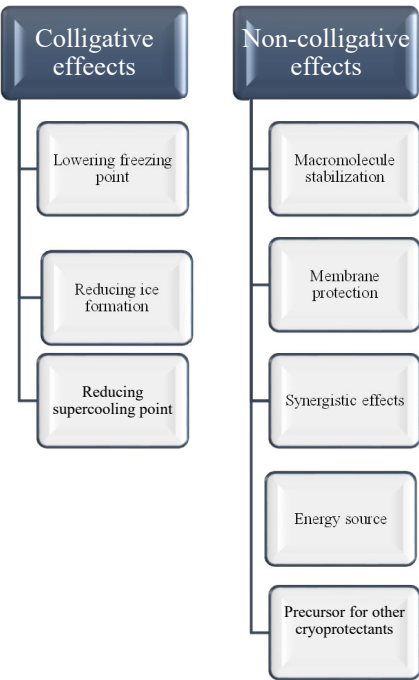 Colligative
effeects
Lowering freezing
point
Reducing ice
formation
Reducing
supercooling point
Non-colligative
effects
Macromolecule
stabilization
Membrane
protection
Synergistic effects
Energy source
Precursor for other
cryoprotectants